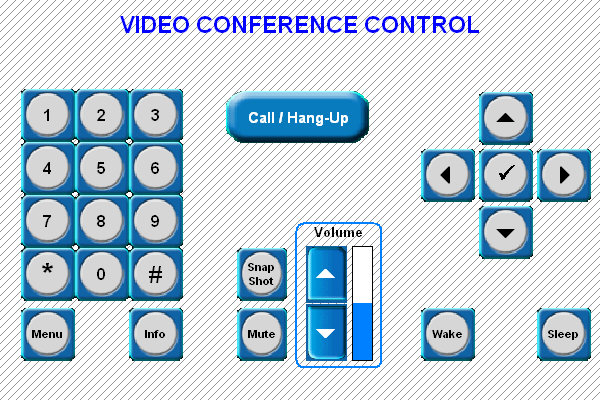 VIDEO CONFERENCE CONTROL
1 2 3
Call / Hang-Up
4 5 6
7 8 9
Volume
* 0 #
Snap
Shot
Menu Info Mute Wake Sleep